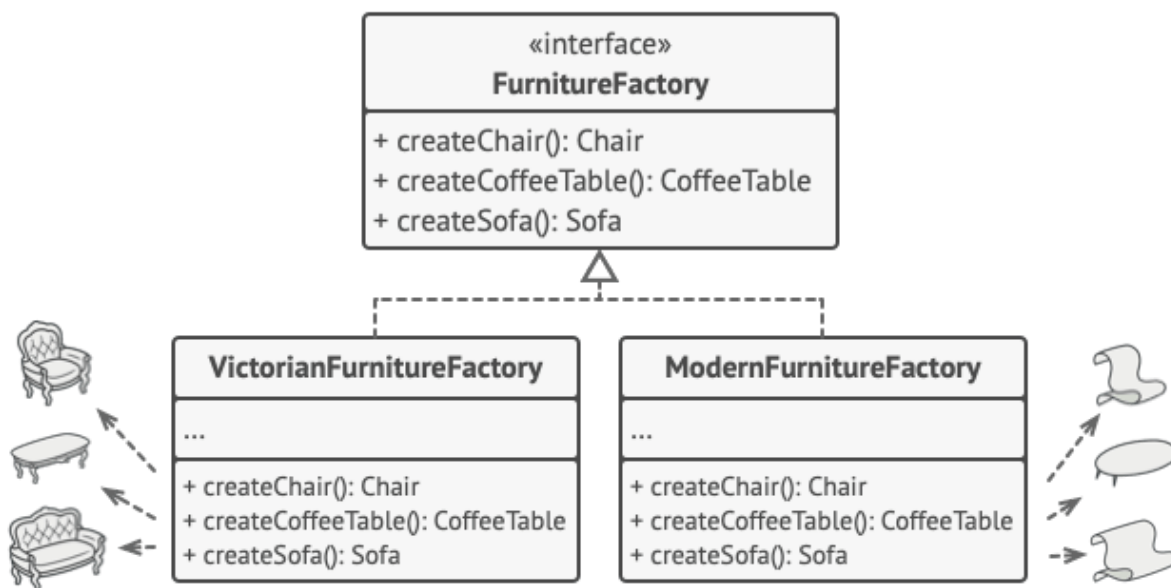 «interface»
FurnitureFactory
+ createChair(): Chair
+ createCoffeeTable(): CoffeeTable
+ createSofa(): Sofa
VictorianFurnitureFactory
...
+ createChair(): Chair
+ createCoffeeTable(): CoffeeTable
+ createSofa(): Sofa
ModernFurnitureFactory
...
+ createChair(): Chair
+ createCoffeeTable(): CoffeeTable
+ createSofa(): Sofa